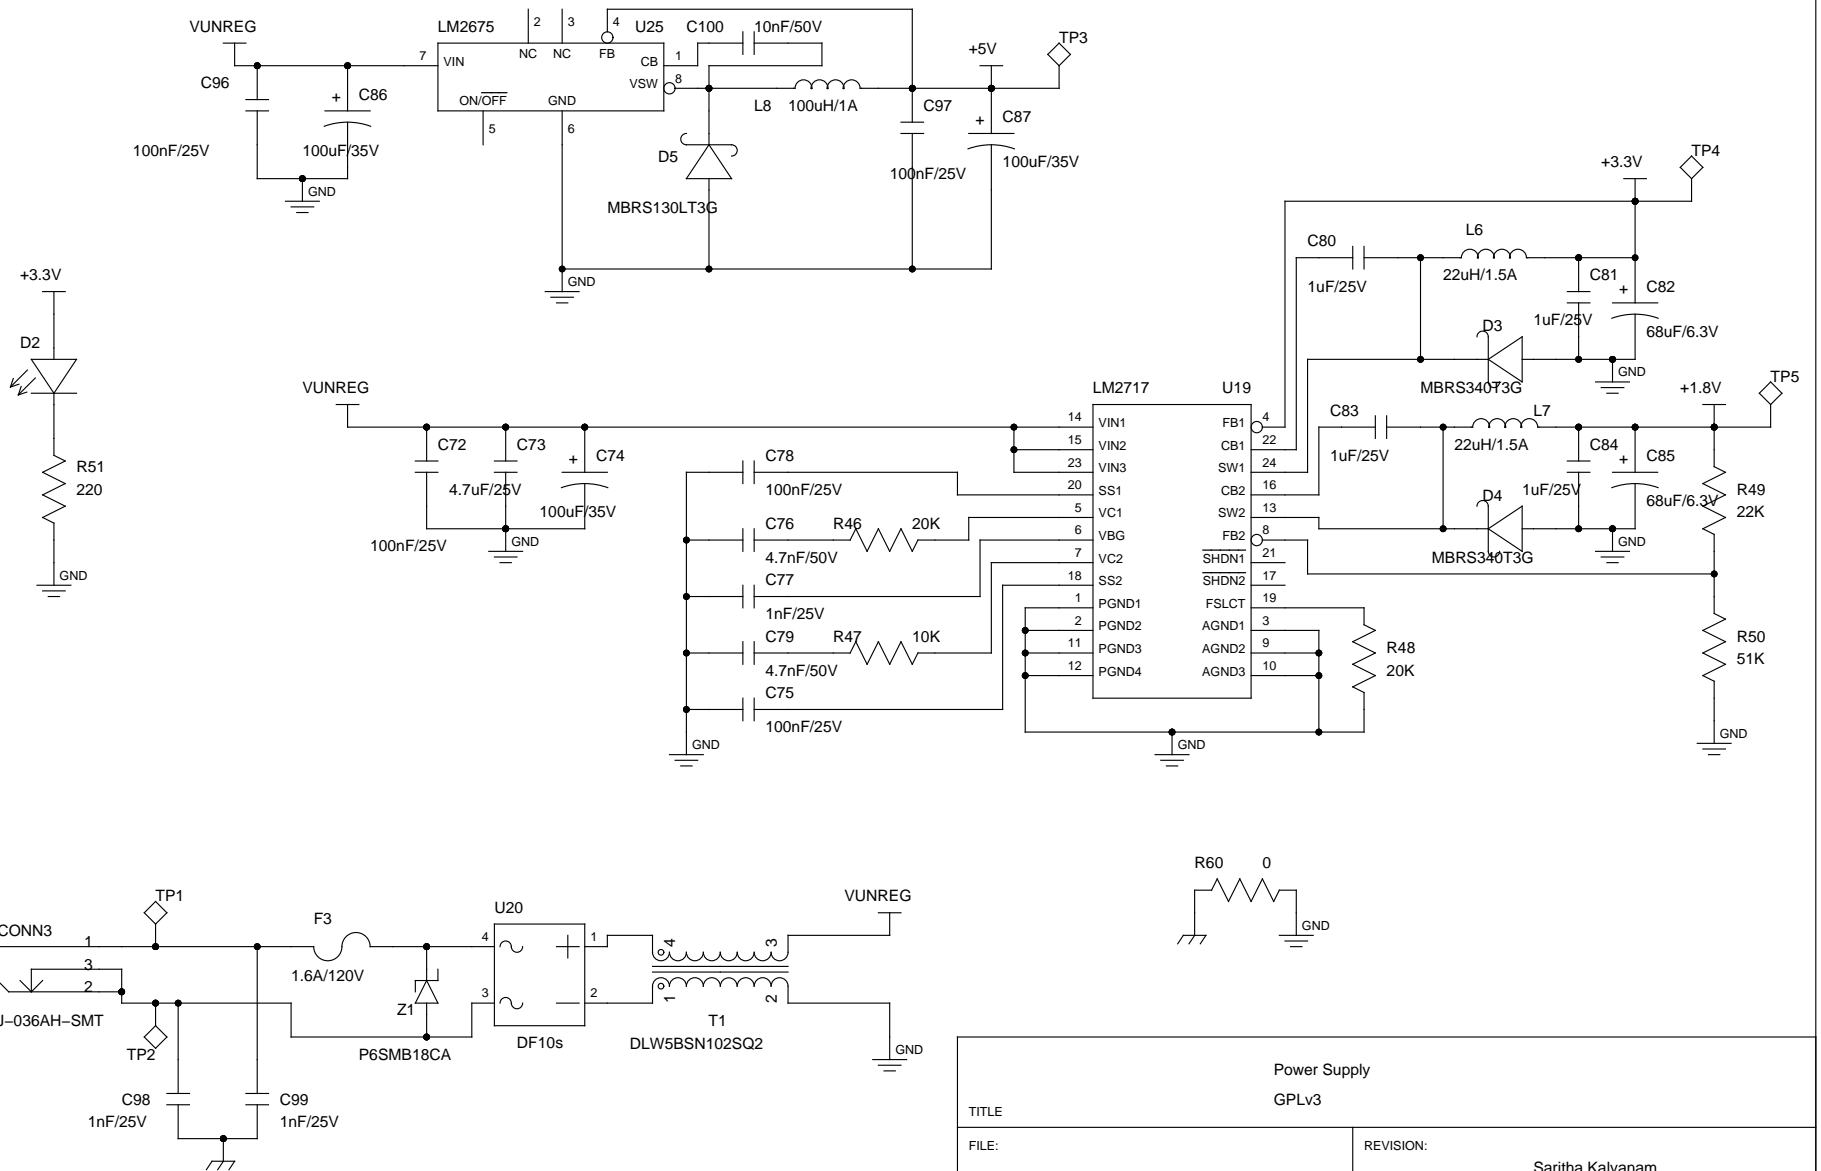 VUNREG
LM2675
2
3
4
U25
C100
10nF/50V
TP3
+5V
7
VIN
NC
NC
FB
CB
1
VSW
8
C96
+
C86
ON/OFF
GND
5
6
L8
100uH/1A
C97
+
C87
100nF/25V
100uF/35V
D5
100nF/25V
100uF/35V
GND
MBRS130LT3G
GND
+3.3V
TP4
C80
L6
1uF/25V
22uH/1.5A
C81
+
C82
1uF/25V
68uF/6.3V
D3
GND
MBRS340T3G
+3.3V
D2
R51
220
GND
VUNREG
LM2717
U19
+1.8V
TP5
C83
L7
1uF/25V
22uH/1.5A
C84
+
C85
1uF/25V
68uF/6.3V
R49
22K
D4
GND
MBRS340T3G
C72
C73
+
C74
4.7uF/25V
100uF/35V
100nF/25V
GND
C78
100nF/25V
C76
R46
20K
4.7nF/50V
C77
1nF/25V
C79
R47
10K
4.7nF/50V
C75
100nF/25V
GND
14 VIN1 FB1 4
15 VIN2 CB1 22
23 VIN3 SW1 24
20 SS1 CB2 16
5 VC1 SW2 13
6 VBG FB2 8
7 VC2 SHDN1 21
18 SS2 SHDN2 17
1 PGND1 FSLCT 19
2 PGND2 AGND1 3
11 PGND3 AGND2 9
12 PGND4 AGND3 10
R48
20K
R50
51K
GND
GND
R60
0
GND
CONN3
1
3
2
J−036AH−SMT
TP1
TP2
F3
1.6A/120V
Z1
P6SMB18CA
U20
4
3
1
2
DF10s
4
3
1
2
T1
DLW5BSN102SQ2
VUNREG
GND
C98
1nF/25V
C99
1nF/25V
Power Supply
GPLv3
TITLE
FILE:
REVISION:
Saritha Kalyanam